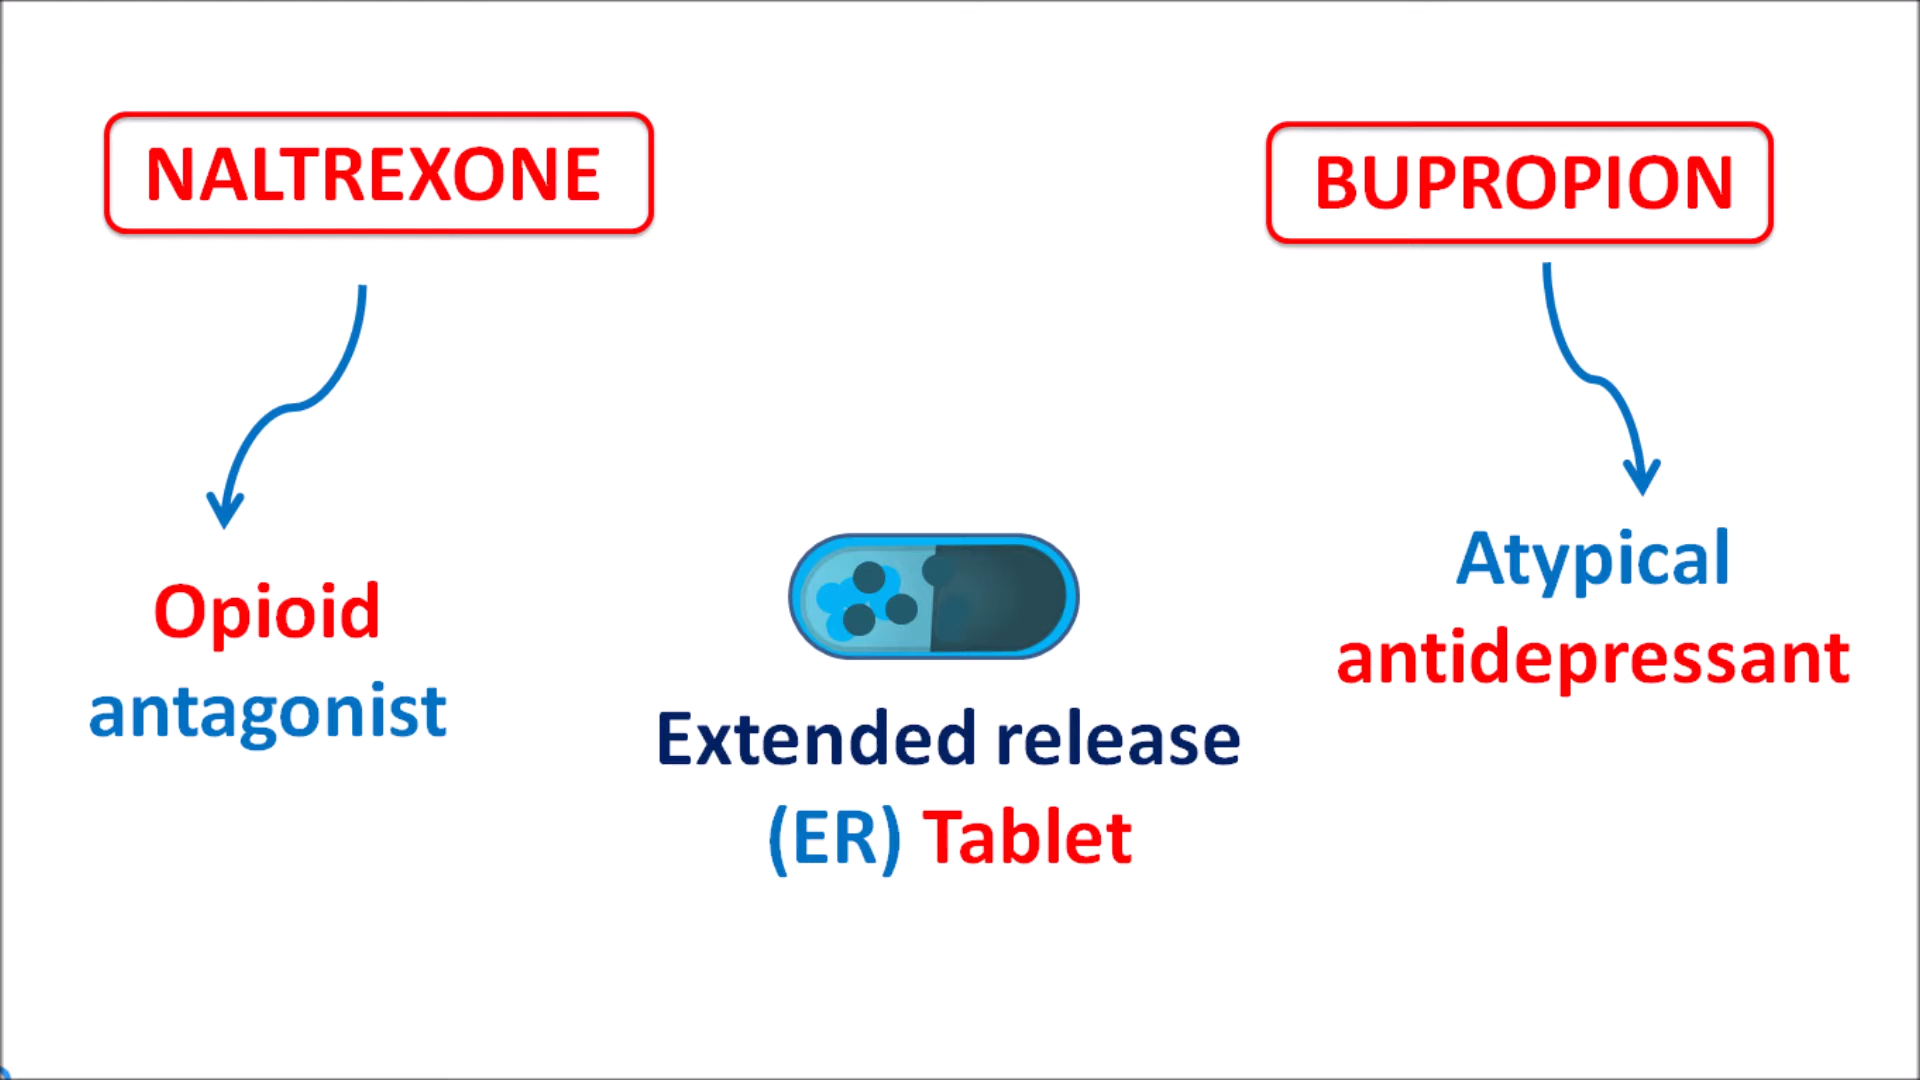 NALTREXONE
BUPROPION
Opioid
antagonist
Atypical
antidepressant
Extended release
(ER) Tablet